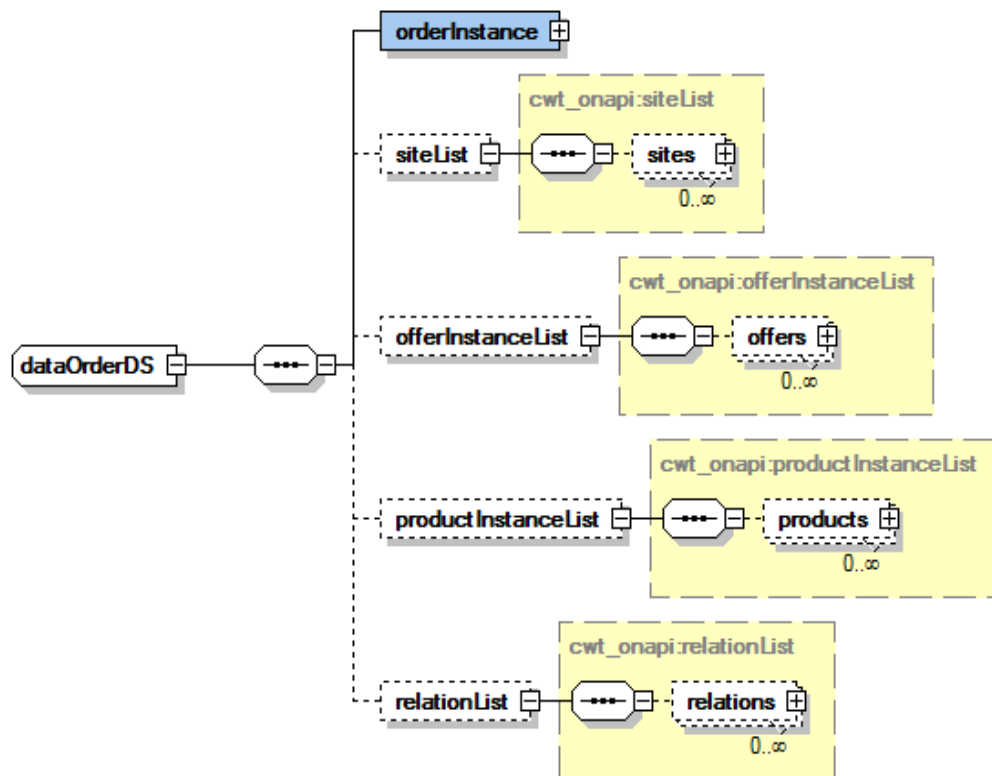 orderInstance
cwt_onapi:siteList
siteList
sites
0..∞
cwt_onapi:offerInstanceList
offerInstanceList
offers
0..∞
dataOrderDS
cwt_onapi:productInstanceList
productInstanceList
products
0..∞
cwt_onapi:relationList
relationList
relations
0..∞